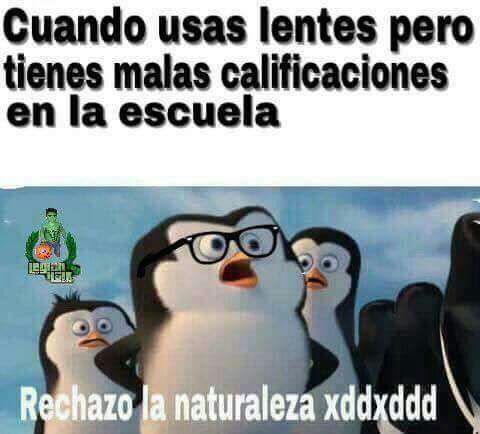 Cuando usas lentes pero
tienes malas calificaciones
en la escuela
Rechazo la naturaleza xddxddd